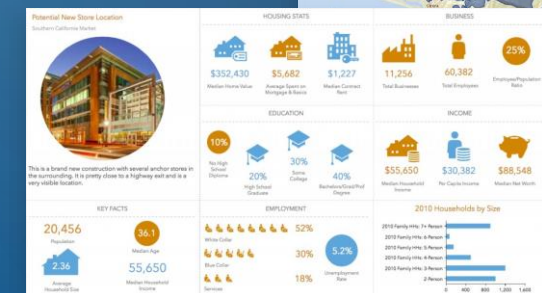 Potential New Store Location
Southern California Market
This is a brand new construction with several anchor stores in
the surrounding. It is pretty close to a highway exit and is a
very visible location.
HOUSING STATS
$352,430
Median Home Value
$5,682
Average Spent on
Mortgage & Basics
$1,227
Median Contract
Rent
BUSINESS
11,256
Total Businesses
60,382
Total Employees
25%
Employee/Population
Ratio
EDUCATION
10%
No High
School
Diploma
20%
High School
Graduate
30%
Some
College
40%
Bachelor's/Grad/Prof
Degree
INCOME
$55,650
Median Household
Income
$30,382
Per Capita Income
$88,548
Median Net Worth
KEY FACTS
20,456
Population
36.1
Median Age
2.36
Average
Household Size
55,650
Median Household
Income
EMPLOYMENT
52%
White Collar
30%
Blue Collar
18%
Services
5.2%
Unemployment
Rate
2010 Households by Size
2010 Family HHs: 7+ Person
2010 Family HHs: 6-Person
2010 Family HHs: 5-Person
2010 Family HHs: 4-Person
2010 Family HHs: 3-Person
2-Person
0 400 800 1,200 1,600